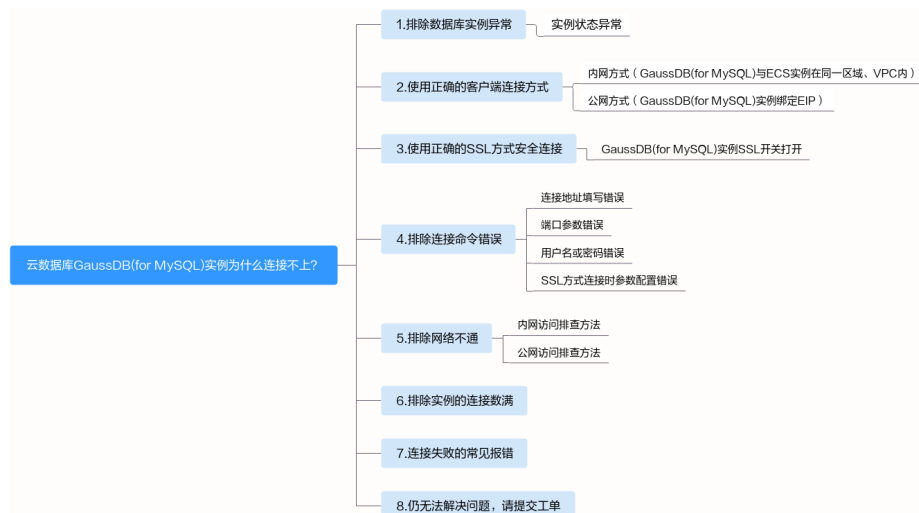 云数据库GaussDB(for MySQL)实例为什么连接不上?
1.排除数据库实例异常
实例状态异常
2.使用正确的客户端连接方式
内网方式（GaussDB(for MySQL)与ECS实例在同一区域、VPC内）
公网方式（GaussDB(for MySQL)实例绑定EIP）
3.使用正确的SSL方式安全连接
GaussDB(for MySQL)实例SSL开关打开
4.排除连接命令错误
连接地址填写错误
端口参数错误
用户名或密码错误
SSL方式连接时参数配置错误
5.排除网络不通
内网访问排查方法
公网访问排查方法
6.排除实例的连接数满
7.连接失败的常见报错
8.仍无法解决问题，请提交工单